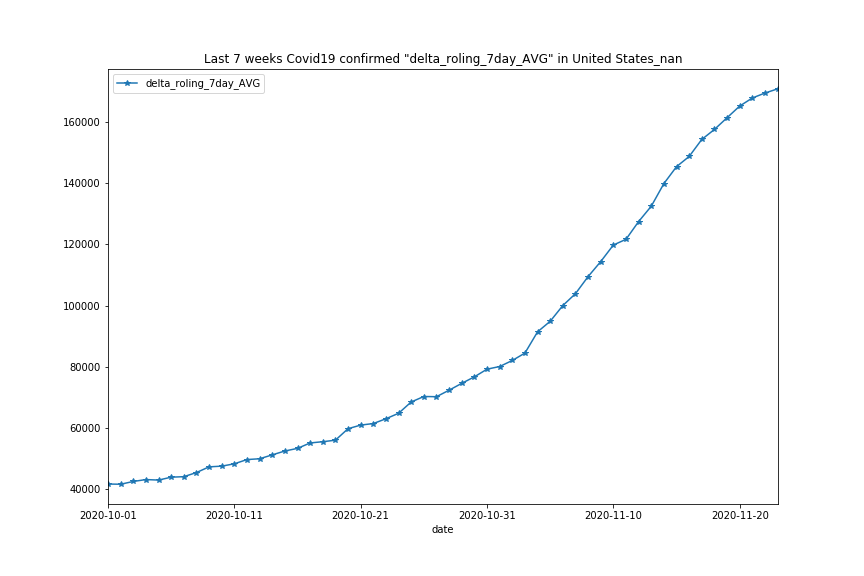 Last 7 weeks Covid19 confirmed "delta_roling_7day_AVG" in United States_nan
delta_roling_7day_AVG
160000
140000
120000
100000
80000
60000
40000
2020-10-01 2020-10-11 2020-10-21 2020-10-31 2020-11-10 2020-11-20
date